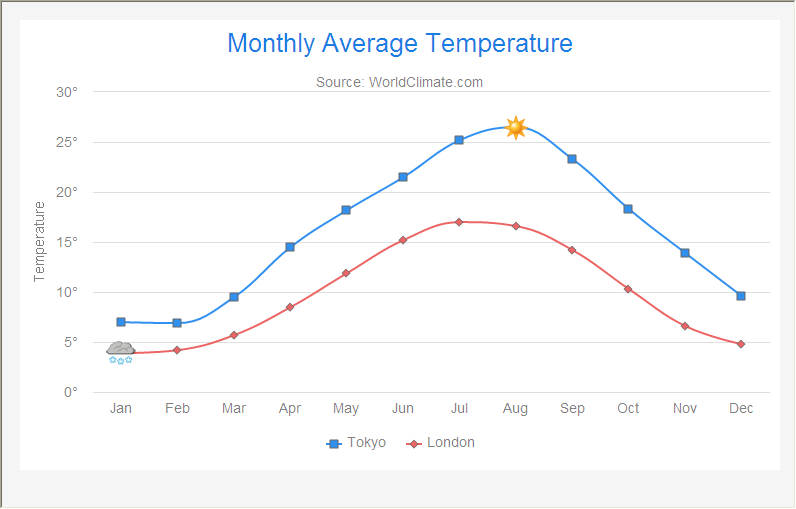 Monthly Average Temperature
Source: WorldClimate.com
30°
25°
20°
15°
10°
5°
0°
Temperature
Jan Feb Mar Apr May Jun Jul Aug Sep Oct Nov Dec
Tokyo London